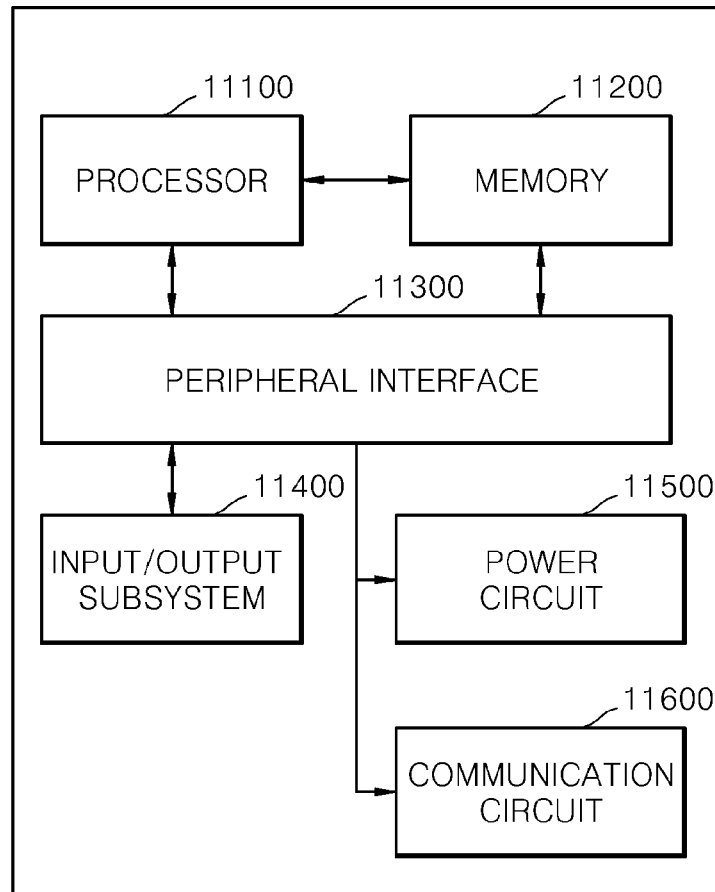 11100
11200
PROCESSOR
MEMORY
11300
PERIPHERAL INTERFACE
11400
11500
INPUT/OUTPUT
SUBSYSTEM
POWER
CIRCUIT
11600
COMMUNICATION
CIRCUIT